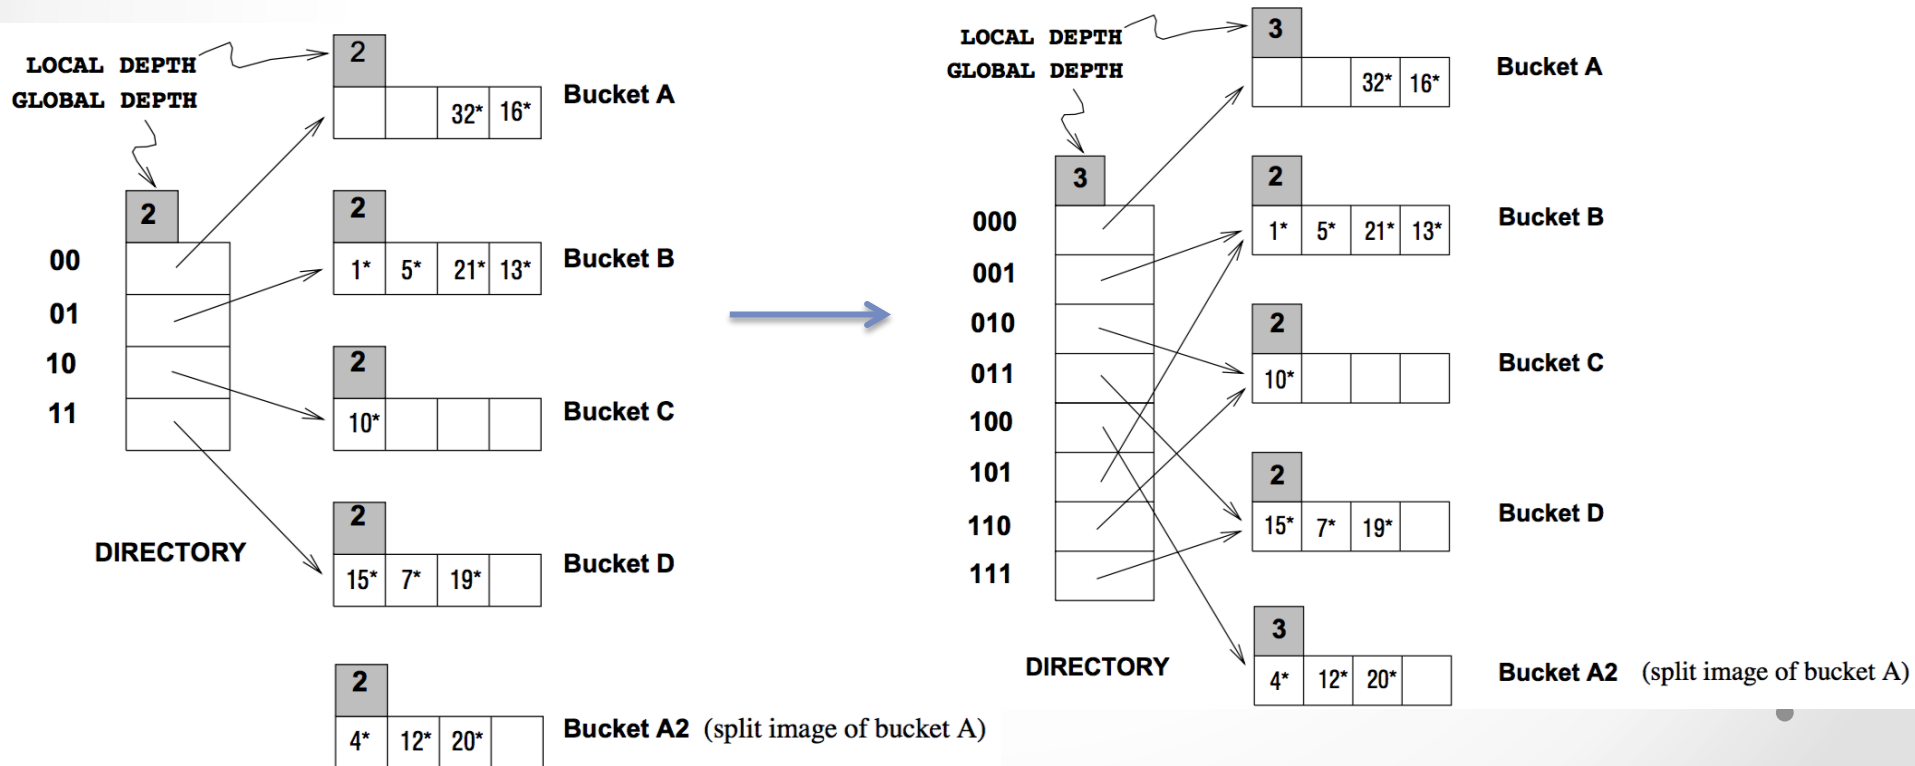 LOCAL DEPTH
GLOBAL DEPTH
2
32* 16*
Bucket A
2
00
01
10
11
2
1* 5* 21* 13*
Bucket B
2
10*
Bucket C
2
15* 7* 19*
Bucket D
DIRECTORY
2
4* 12* 20*
Bucket A2 (split image of bucket A)
LOCAL DEPTH
GLOBAL DEPTH
3
32* 16*
Bucket A
3
000
001
010
011
100
101
110
111
2
1* 5* 21* 13*
Bucket B
2
10*
Bucket C
2
15* 7* 19*
Bucket D
DIRECTORY
3
4* 12* 20*
Bucket A2 (split image of bucket A)